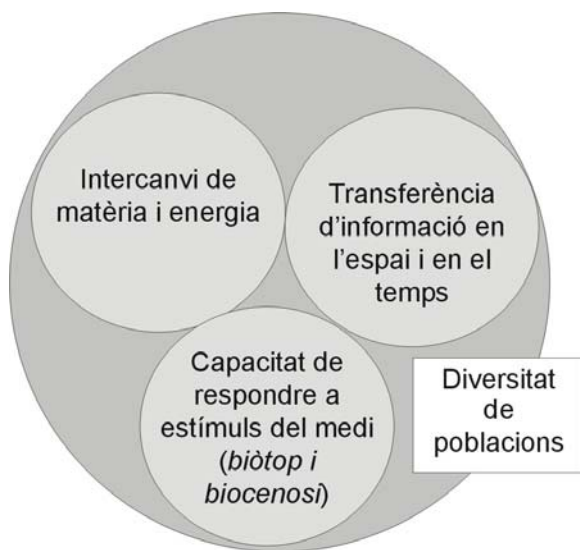 Intercanvi de
matèria i energia
Transferència
d'informació en
l'espai i en el
temps
Capacitat de
respondre a
estímuls del medi
(biòtop i
biocenosi)
Diversitat
de
poblacions